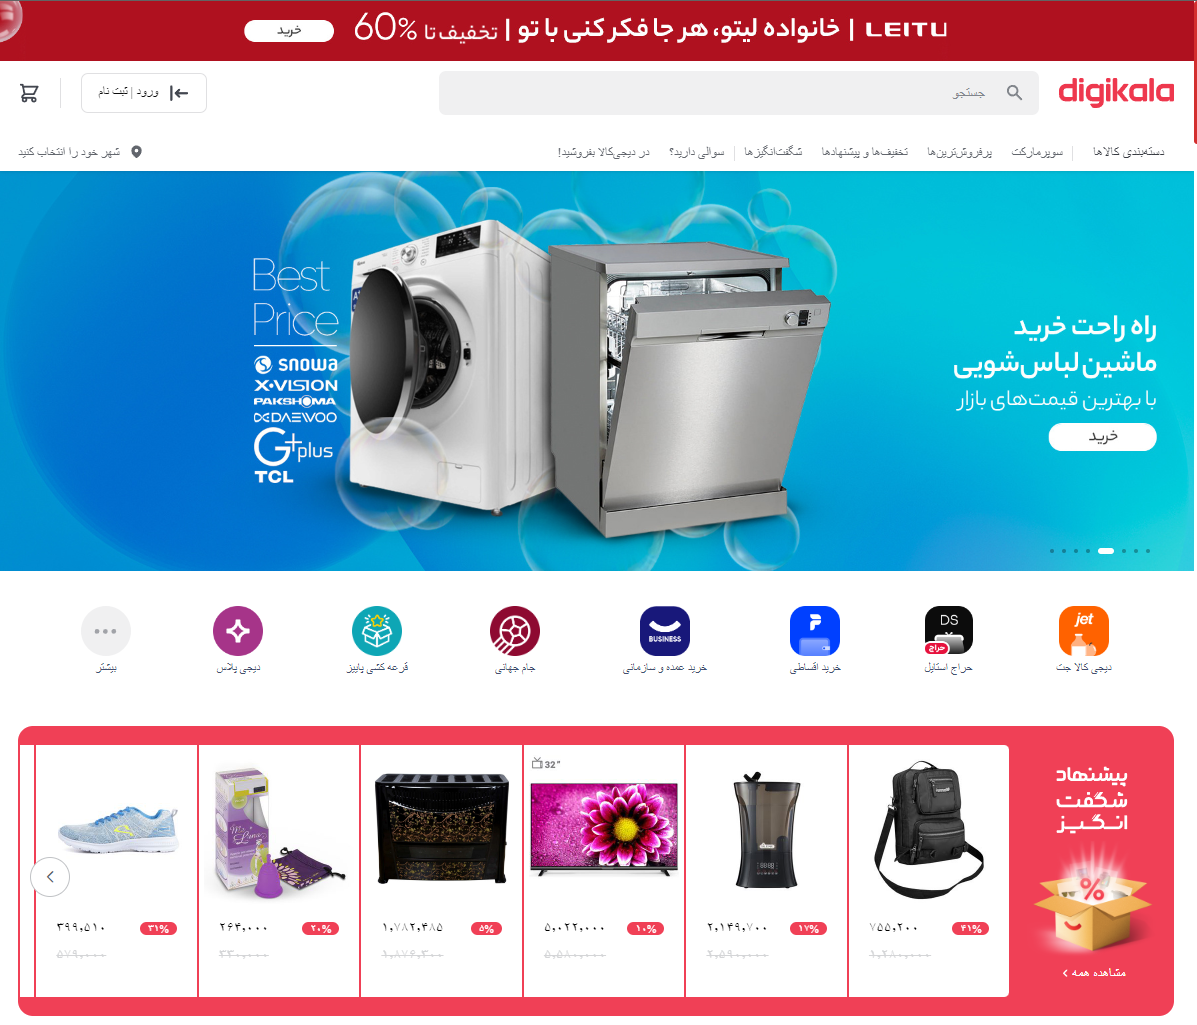 LEITU | خانواده لیتو، هر جا فکر کنی با تو | تخفیف تا 60%
خرید
digikala
جستجو
ورود | ثبت نام
دسته‌بندی کالاها
سوپرمارکت
پرفروش‌ترین‌ها
تخفیف‌ها و پیشنهادها
شگفت‌انگیزها
سوالی دارید؟
در دیجی‌کالا بفروشید!
شهر خود را انتخاب کنید
راه راحت خرید
ماشین لباس‌شویی
با بهترین قیمت‌های بازار
خرید
Best
Price
snowa
X•VISION
PAKSHOMA
DAEWOO
G+plus
TCL
jet
دیجی کالا جت
DS
حراج
حراج استایل
خرید اقساطی
BUSINESS
خرید عمده و سازمانی
جام جهانی
قرعه کشی پاییز
دیجی پلاس
بیشتر
پیشنهاد
شگفت
انگیز
مشاهده همه
۴۱% ۷۵۵,۲۰۰
۱,۲۸۰,۰۰۰
۱۷% ۲,۱۴۹,۷۰۰
۲,۵۹۰,۰۰۰
32"
۱۰% ۵,۰۲۲,۰۰۰
۵,۵۸۰,۰۰۰
۵% ۱,۷۸۲,۴۸۵
۱,۸۷۶,۳۰۰
۲۰% ۲۶۴,۰۰۰
۳۳۰,۰۰۰
۳۱% ۳۹۹,۵۱۰
۵۷۹,۰۰۰